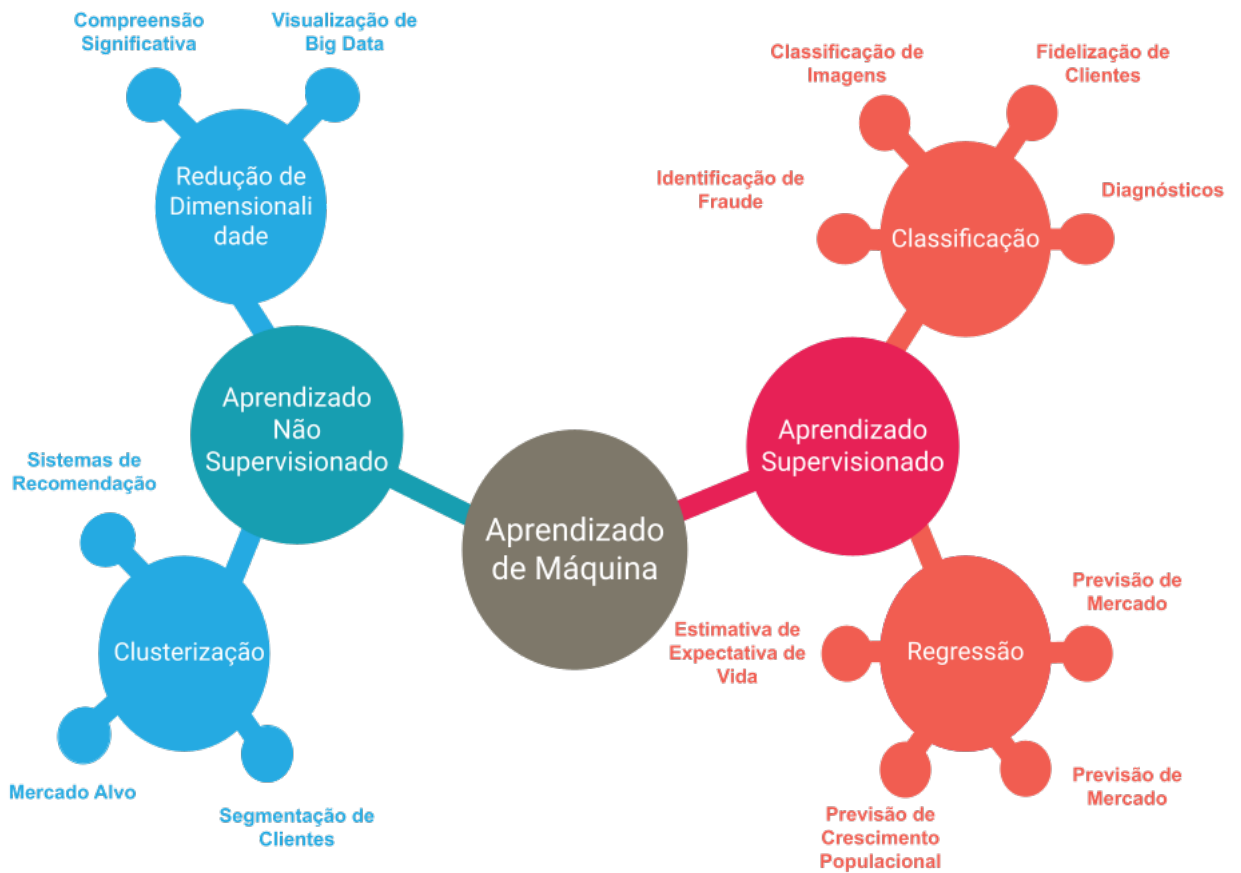 Compreensão
Significativa
Visualização de
Big Data
Redução de
Dimensionali
dade
Aprendizado
Não
Supervisionado
Sistemas de
Recomendação
Clusterização
Mercado Alvo
Segmentação de
Clientes
Aprendizado
de Máquina
Classificação de
Imagens
Fidelização de
Clientes
Identificação de
Fraude
Diagnósticos
Classificação
Aprendizado
Supervisionado
Estimativa de
Expectativa de
Vida
Regressão
Previsão de
Mercado
Previsão de
Mercado
Previsão de
Crescimento
Populacional